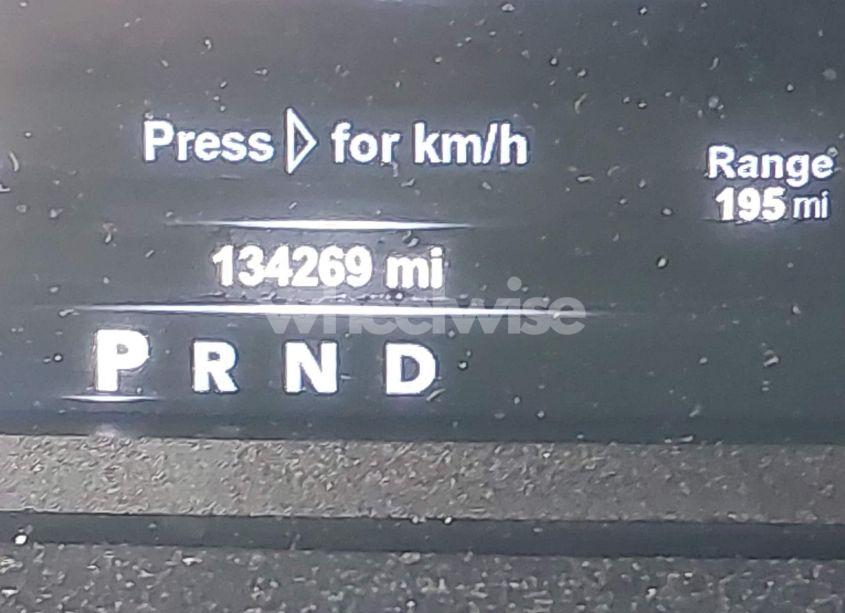 Press ▷ for km/h
Range
195 mi
134269 mi
wheelwise
P R N D